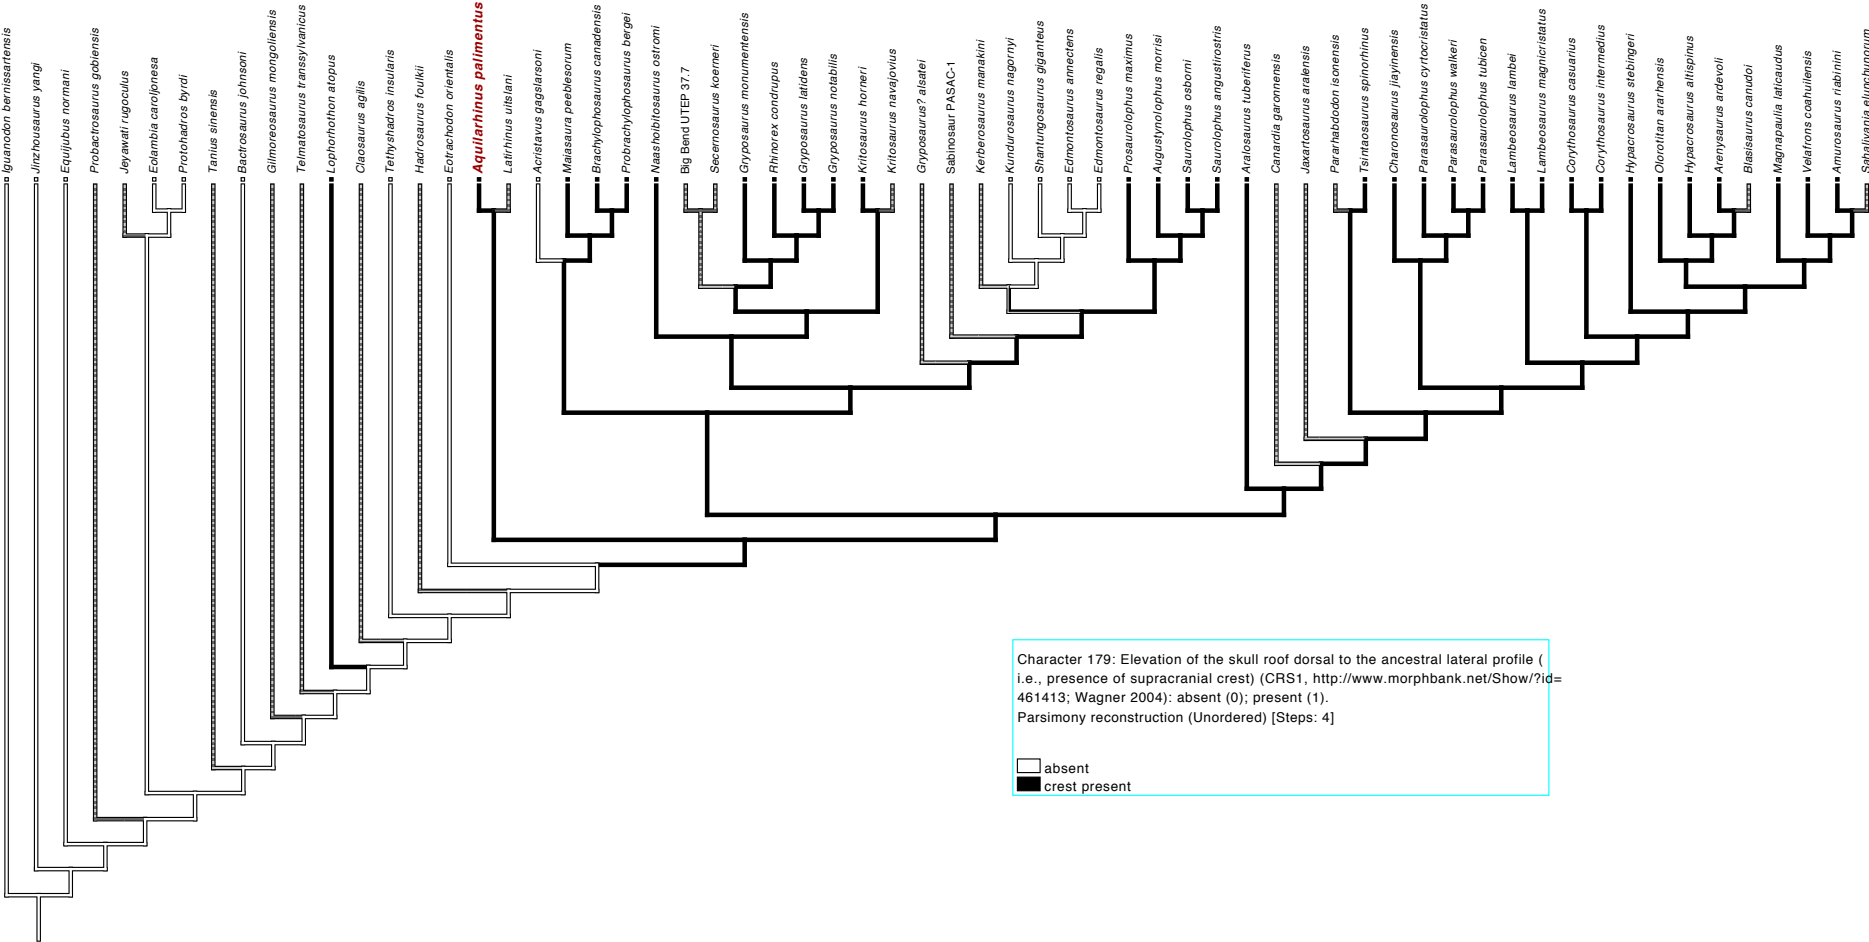 Iguanodon bernissartensis
Jinzhousaurus yangi
Equijubus normani
Probactrosaurus gobiensis
Jeyawati rugoculus
Eolambia caroljonesa
Protohadros byrdi
Tanius sinensis
Bactrosaurus johnsoni
Gilmoreosaurus mongoliensis
Telmatosaurus transsylvanicus
Lophorhothon atopus
Claosaurus agilis
Tethyshadros insularis
Hadrosaurus foulkii
Eotrachodon orientalis
Aquilarhinus palimentus
Latirhinus uitstlani
Acristavus gagslarsoni
Maiasaura peeblesorum
Brachylophosaurus canadensis
Probrachylophosaurus bergei
Naashoibitosaurus ostromi
Big Bend UTEP 37.7
Secernosaurus koerneri
Gryposaurus monumentensis
Rhinorex condrupus
Gryposaurus latidens
Gryposaurus notabilis
Kritosaurus horneri
Kritosaurus navajovius
Gryposaurus? alsatei
Sabinosaur PASAC-1
Kerberosaurus manakini
Kundurosaurus nagornyi
Shantungosaurus giganteus
Edmontosaurus annectens
Edmontosaurus regalis
Prosaurolophus maximus
Augustynolophus morrisi
Saurolophus osborni
Saurolophus angustirostris
Aralosaurus tuberiferus
Canardia garonnensis
Jaxartosaurus aralensis
Pararhabdodon isonensis
Tsintaosaurus spinorhinus
Charonosaurus jiayinensis
Parasaurolophus cyrtocristatus
Parasaurolophus walkeri
Parasaurolophus tubicen
Lambeosaurus lambei
Lambeosaurus magnicristatus
Corythosaurus casuarius
Corythosaurus intermedius
Hypacrosaurus stebingeri
Olorotitan ararhensis
Hypacrosaurus altispinus
Arenysaurus ardevoli
Blasisaurus canudoi
Magnapaulia laticaudus
Velafrons coahuilensis
Amurosaurus riabinini
Sahaliyania elunchunorum
Character 179: Elevation of the skull roof dorsal to the ancestral lateral profile (
i.e., presence of supracranial crest) (CRS1, http://www.morphbank.net/Show/?id=
461413; Wagner 2004): absent (0); present (1).
Parsimony reconstruction (Unordered) [Steps: 4]
absent
crest present